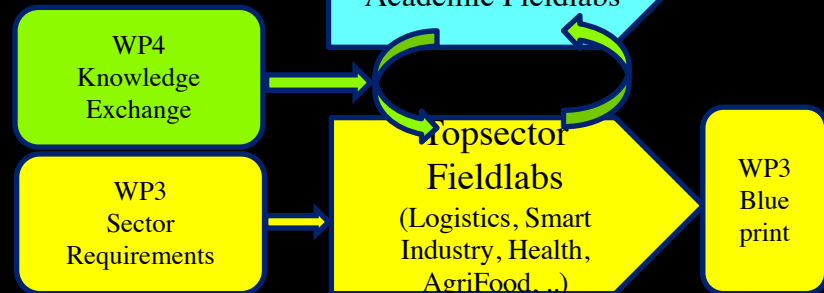 Academic Fieldlabs
WP4
Knowledge
Exchange
Topsector
Fieldlabs
(Logistics, Smart
Industry, Health,
AgriFood, ..)
WP3
Sector
Requirements
WP3
Blue
print